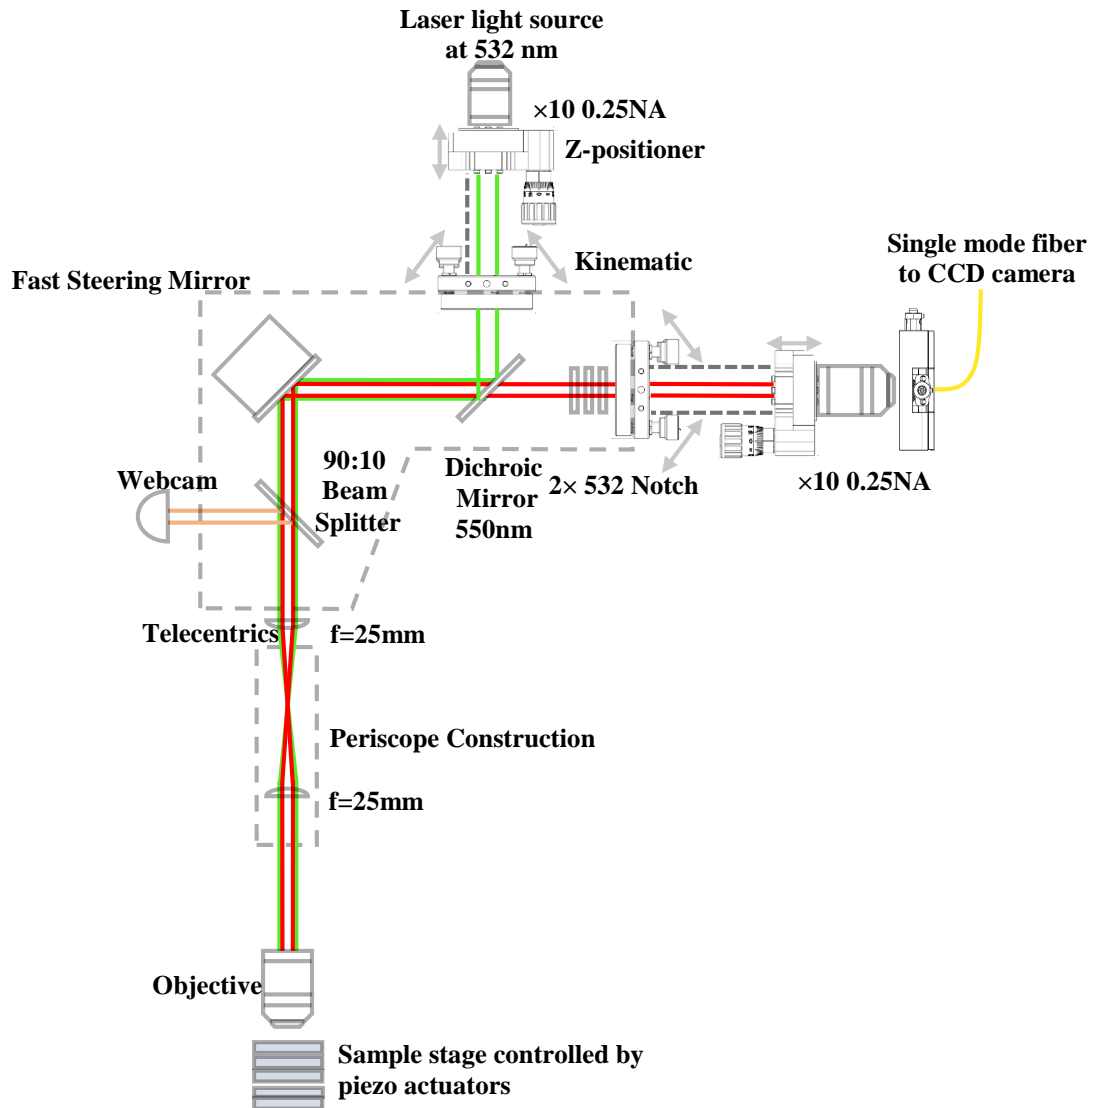 Laser light source
at 532 nm
×10 0.25NA
Z-positioner
Kinematic
Single mode fiber
to CCD camera
Fast Steering Mirror
Webcam
90:10
Beam
Splitter
Dichroic
Mirror
550nm
2× 532 Notch
×10 0.25NA
Telecentrics
f=25mm
Periscope Construction
f=25mm
Objective
Sample stage controlled by
piezo actuators